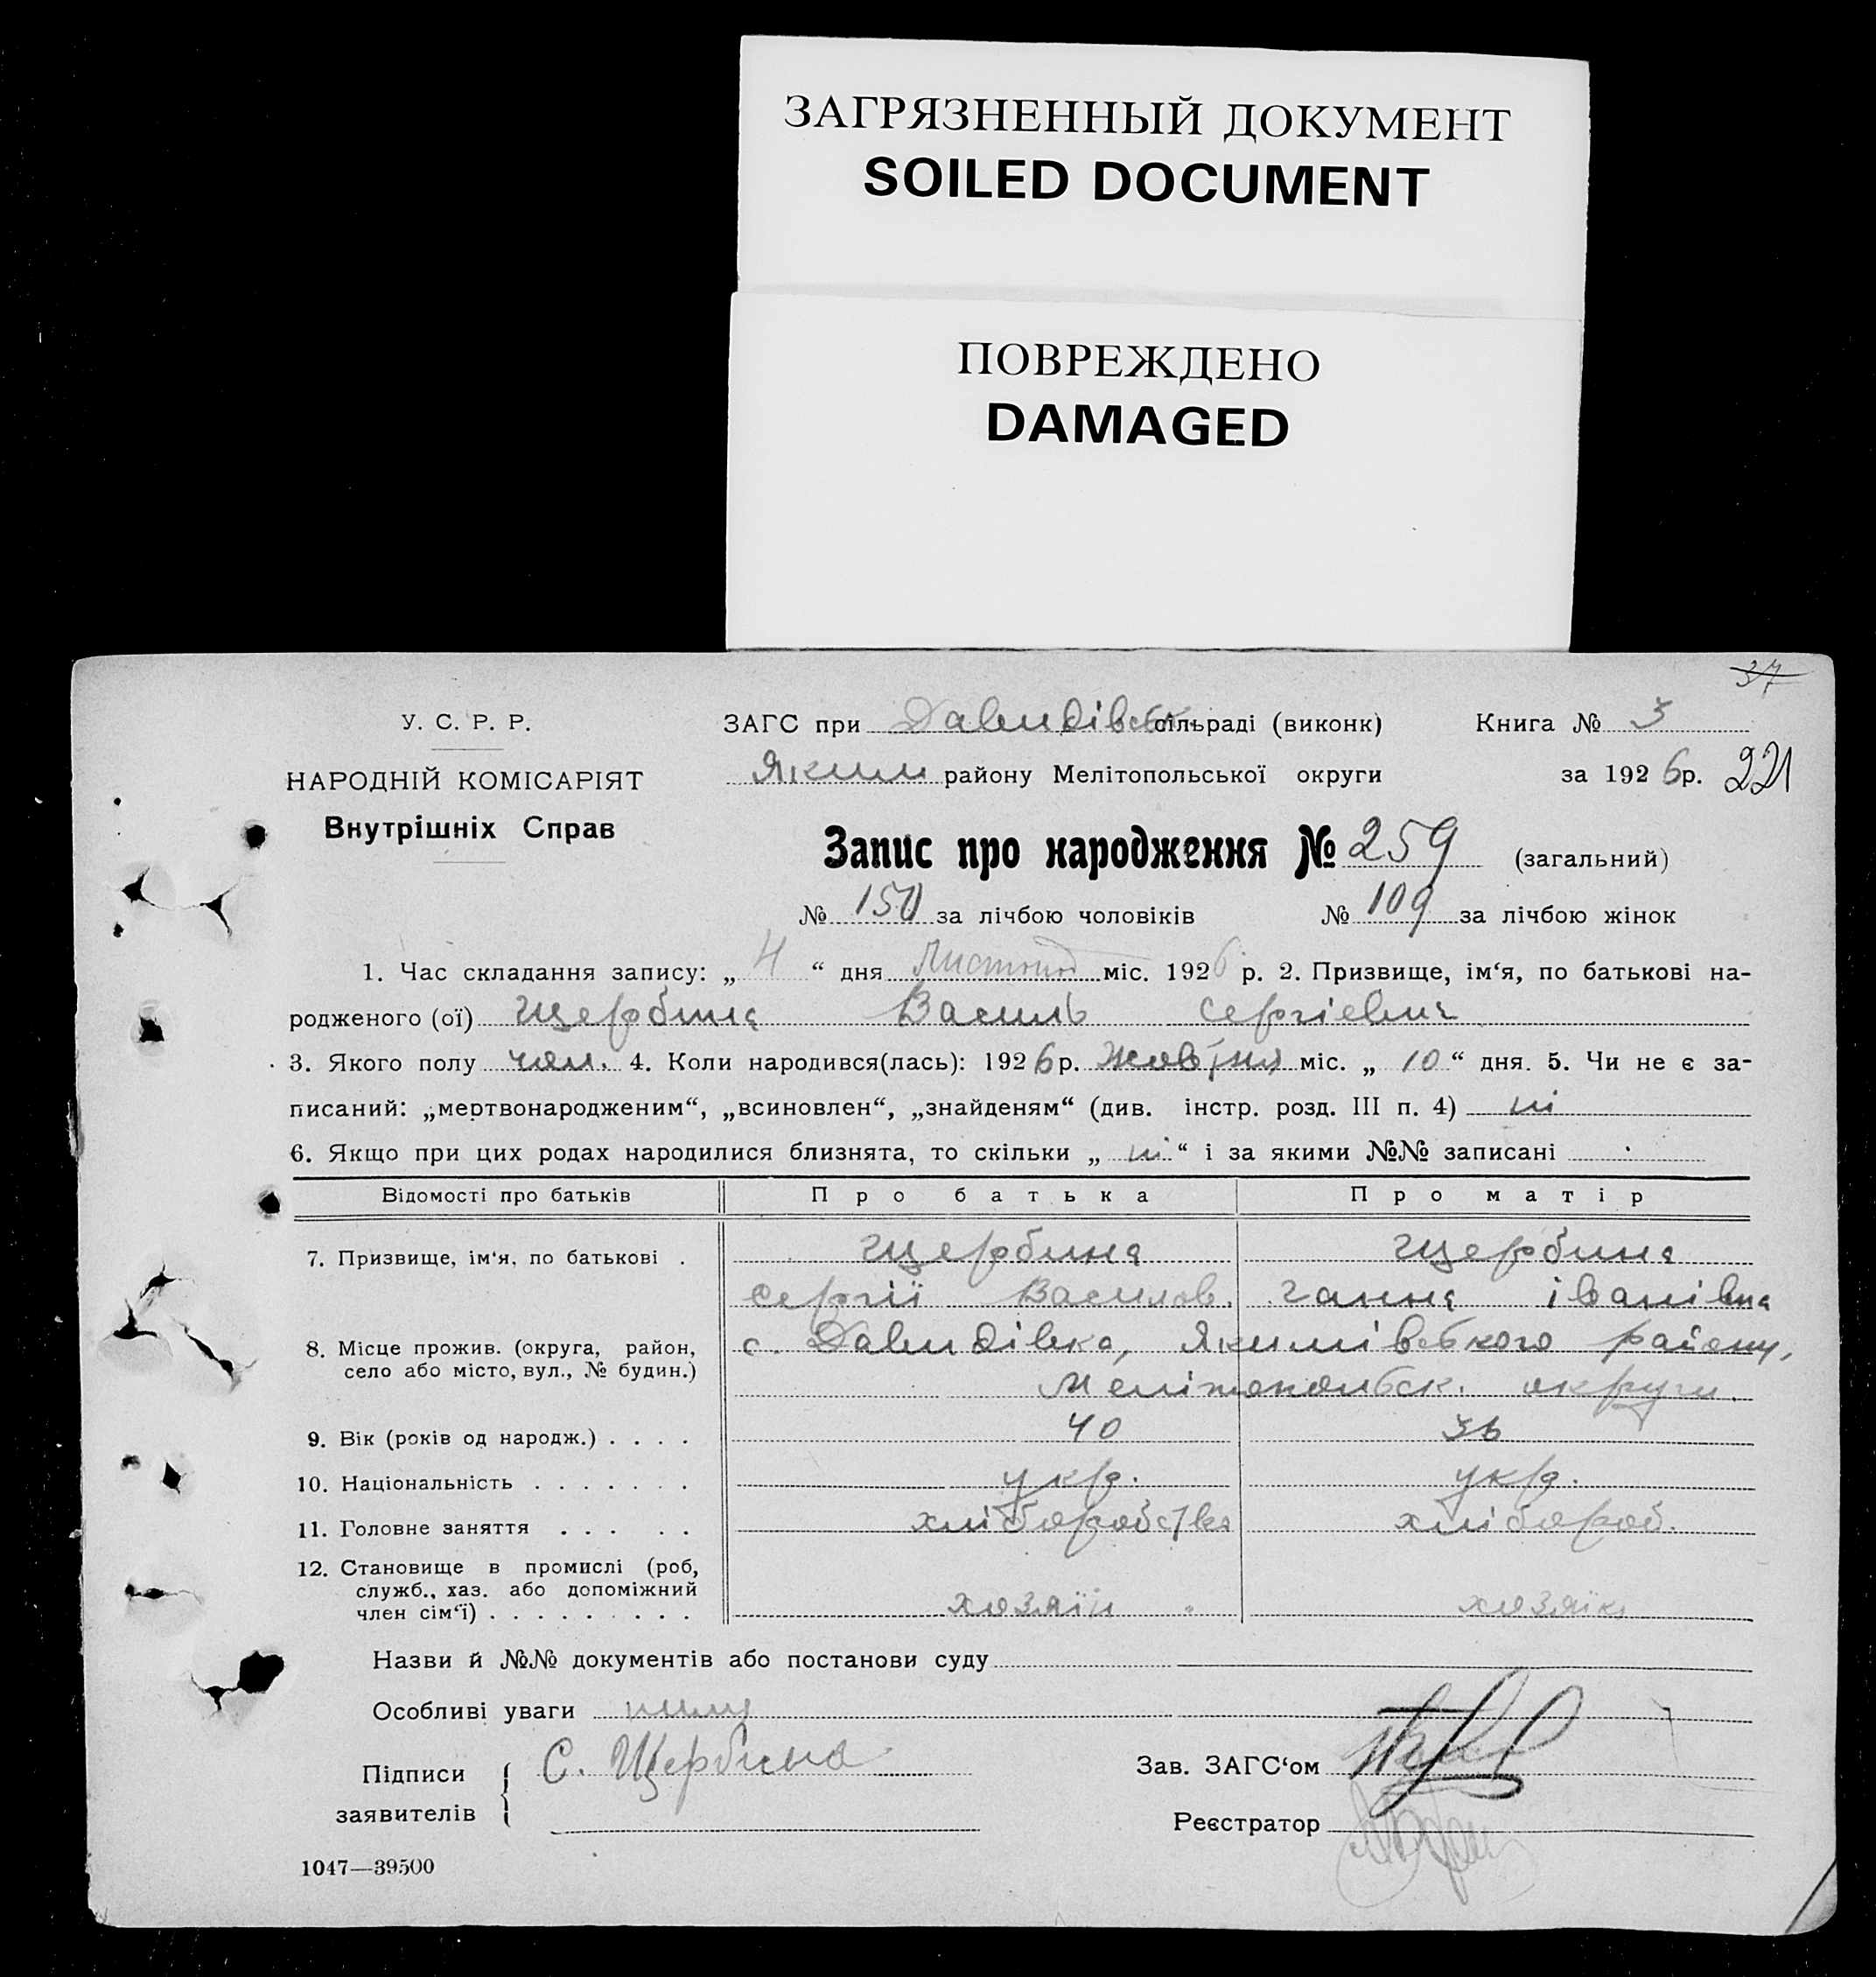 ЗАГРЯЗНЕННЫЙ ДОКУМЕНТ
SOILED DOCUMENT
ПОВРЕЖДЕНО
DAMAGED
37
У. С. Р. Р.
НАРОДНІЙ КОМІСАРІЯТ
Внутрішніх Справ
ЗАГС при Давидівськ. сільраді (виконк) Книга № 3
Яким району Мелітопольської округи за 1926 р. 221
Запис про народження № 259 (загальний)
№ 150 за лічбою чоловіків № 109 за лічбою жінок
1. Час складання запису: „ 4 “ дня Листопад міс. 1926 р. 2. Призвище, ім‘я, по батькові на-
родженого (ої) Щербина Василь Сергієвич
3. Якого полу чол. 4. Коли народився(лась): 1926 р. Жовтня міс. „ 10 “ дня. 5. Чи не є за-
писаний: „мертвонародженим“, „всиновлен“, „знайденям“ (див. інстр. розд. III п. 4) ні
6. Якщо при цих родах народилися близнята, то скільки „ ні “ і за якими №№ записані
Відомості про батьків Про батька Про матір
7. Призвище, ім‘я, по батькові . Щербина Щербина
Сергії Василов. Ганна Іванівна
8. Місце прожив. (округа, район, с. Давидівка, Якимівського району,
село або місто, вул., № будин.) Мелітопольськ. округи.
9. Вік (років од народж.) . . . . 40 36
10. Національність . . . . . . . укр. укр.
11. Головне заняття . . . . . хліборобство хлібороб.
12. Становище в промислі (роб,
служб., хаз. або допоміжний
член сім‘ї) . . . . . . . . . хозяїн хозяїк
Назви й №№ документів або постанови суду
Особливі уваги
Підписи С. Щербина Зав. ЗАГС‘ом
заявителів Реєстратор
1047—39500